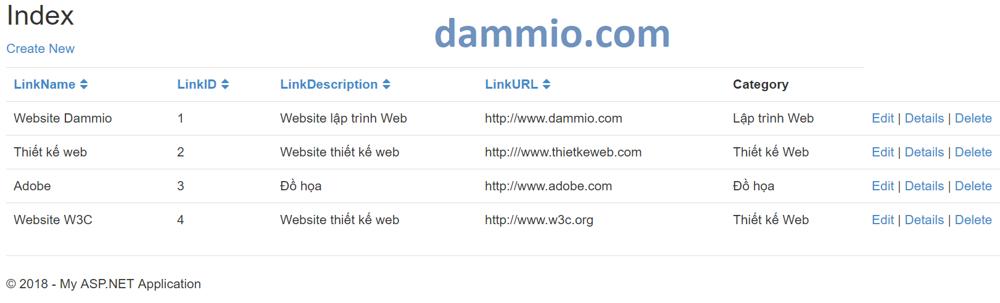 Index
dammio.com
Create New
LinkName LinkID LinkDescription LinkURL Category
Website Dammio 1 Website lập trình Web http://www.dammio.com Lập trình Web Edit | Details | Delete
Thiết kế web 2 Website thiết kế web http:///www.thietkeweb.com Thiết kế Web Edit | Details | Delete
Adobe 3 Đồ họa http://www.adobe.com Đồ họa Edit | Details | Delete
Website W3C 4 Website thiết kế web http://www.w3c.org Thiết kế Web Edit | Details | Delete
© 2018 - My ASP.NET Application